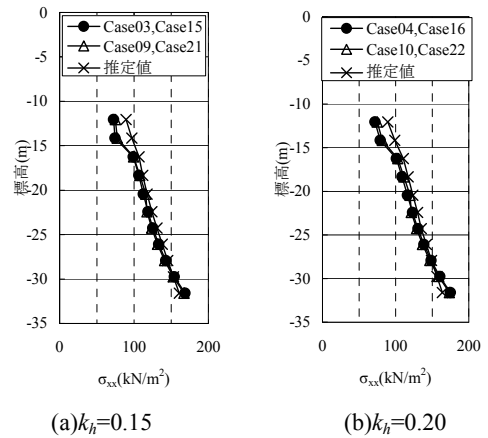 0
-5
-10
-15
-20
-25
-30
-35
標高(m)
Case03,Case15
Case09,Case21
推定値
0 100 200
σxx(kN/m²)
(a)kh=0.15
0
-5
-10
-15
-20
-25
-30
-35
標高(m)
Case04,Case16
Case10,Case22
推定値
0 100 200
σxx(kN/m²)
(b)kh=0.20